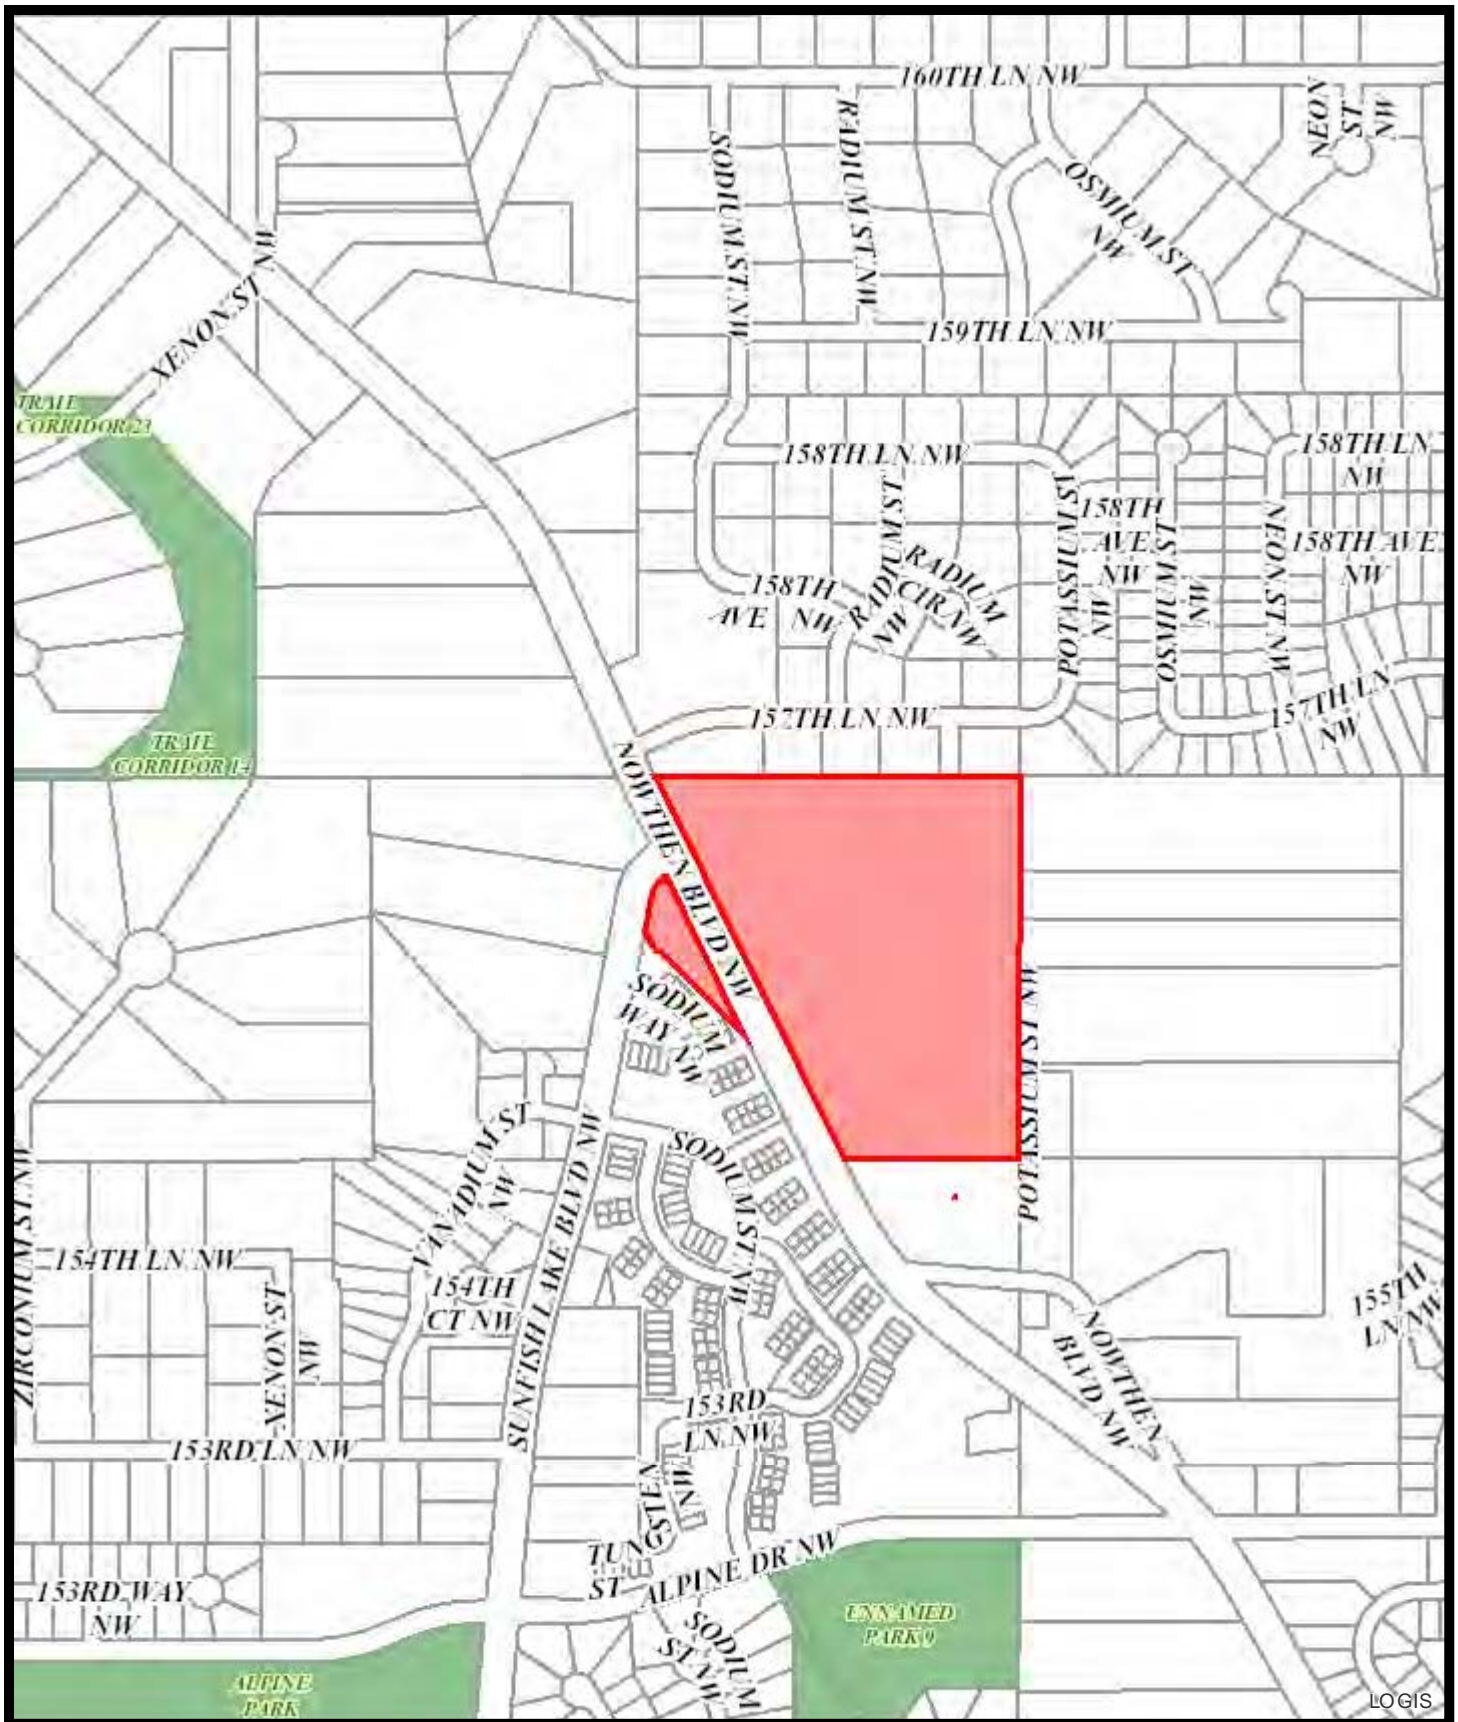 160TH LN NW
NEON
ST
NW
SODIUM ST NW
RADIUM ST NW
OSMIUM ST
NW
XENON ST NW
159TH LN NW
TRAIL
CORRIDOR 23
158TH LN NW
158TH LN
NW
POTASSIUM ST
NW
158TH
AVE
NW
OSMIUM ST
NW
NEON ST NW
158TH AVE
NW
RADIUM ST
NW
RADIUM
CIR NW
158TH
AVE NW
157TH LN NW
157TH LN
NW
TRAIL
CORRIDOR 14
NOWTHEN BLVD NW
SODIUM
WAY NW
POTASSIUM ST NW
VANADIUM ST
NW
SODIUM ST NW
SUNFISH LAKE BLVD NW
ZIRCONIUM ST NW
154TH LN NW
XENON ST
NW
154TH
CT NW
155TH
LN NW
NOWTHEN
BLVD NW
153RD
LN NW
153RD LN NW
TUNGSTEN
ST NW
ALPINE DR NW
153RD WAY
NW
UNNAMED
PARK 9
SODIUM
ST NW
ALPINE
PARK
LOGIS